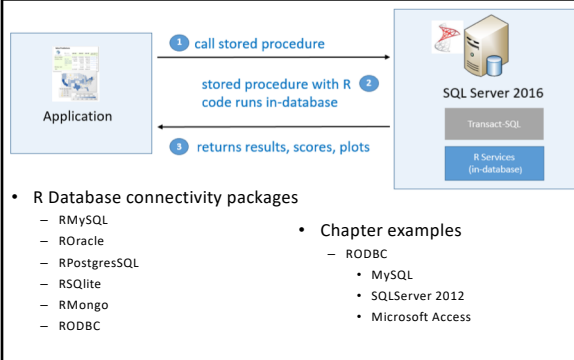 1 call stored procedure
stored procedure with R 2
code runs in-database
3 returns results, scores, plots
Application
SQL Server 2016
Transact-SQL
R Services
(in-database)
• R Database connectivity packages
– RMySQL
– ROracle
– RPostgresSQL
– RSQlite
– RMongo
– RODBC
• Chapter examples
– RODBC
• MySQL
• SQLServer 2012
• Microsoft Access